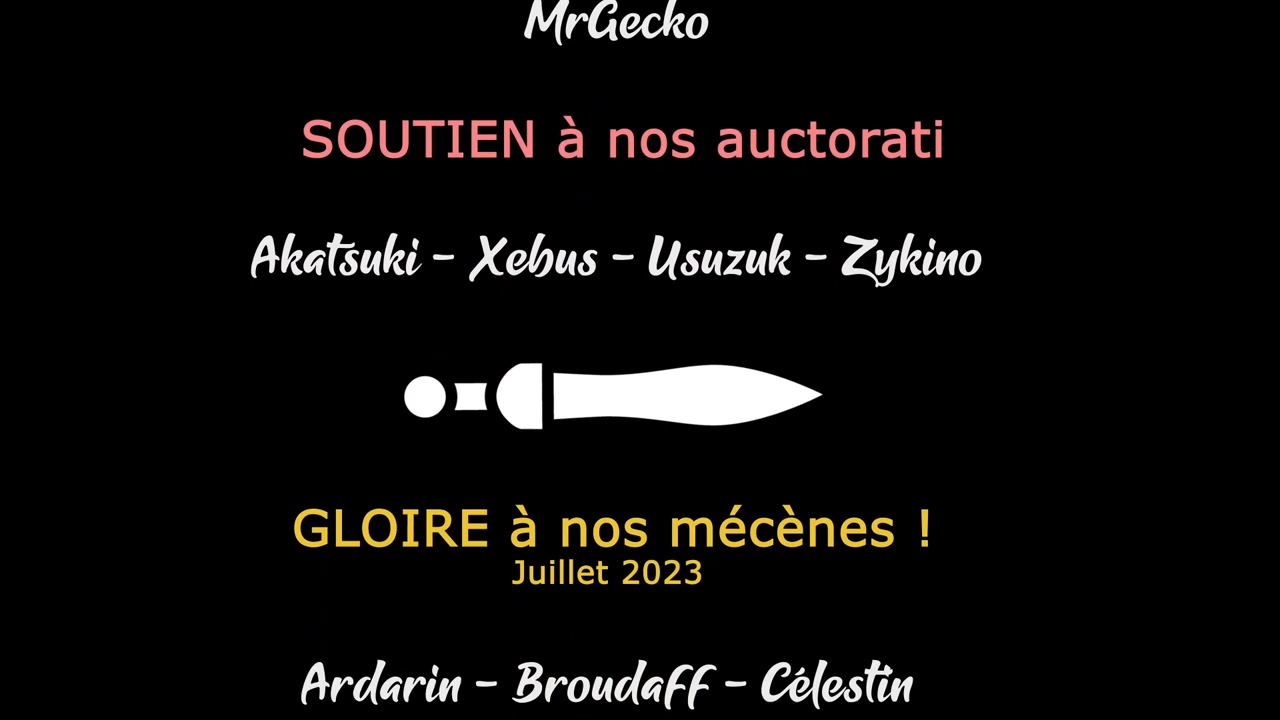 MrGecko
SOUTIEN à nos auctorati
Akatsuki - Xebus - Usuzuk - Zykino
GLOIRE à nos mécènes !
Juillet 2023
Ardarin - Broudaff - Célestin